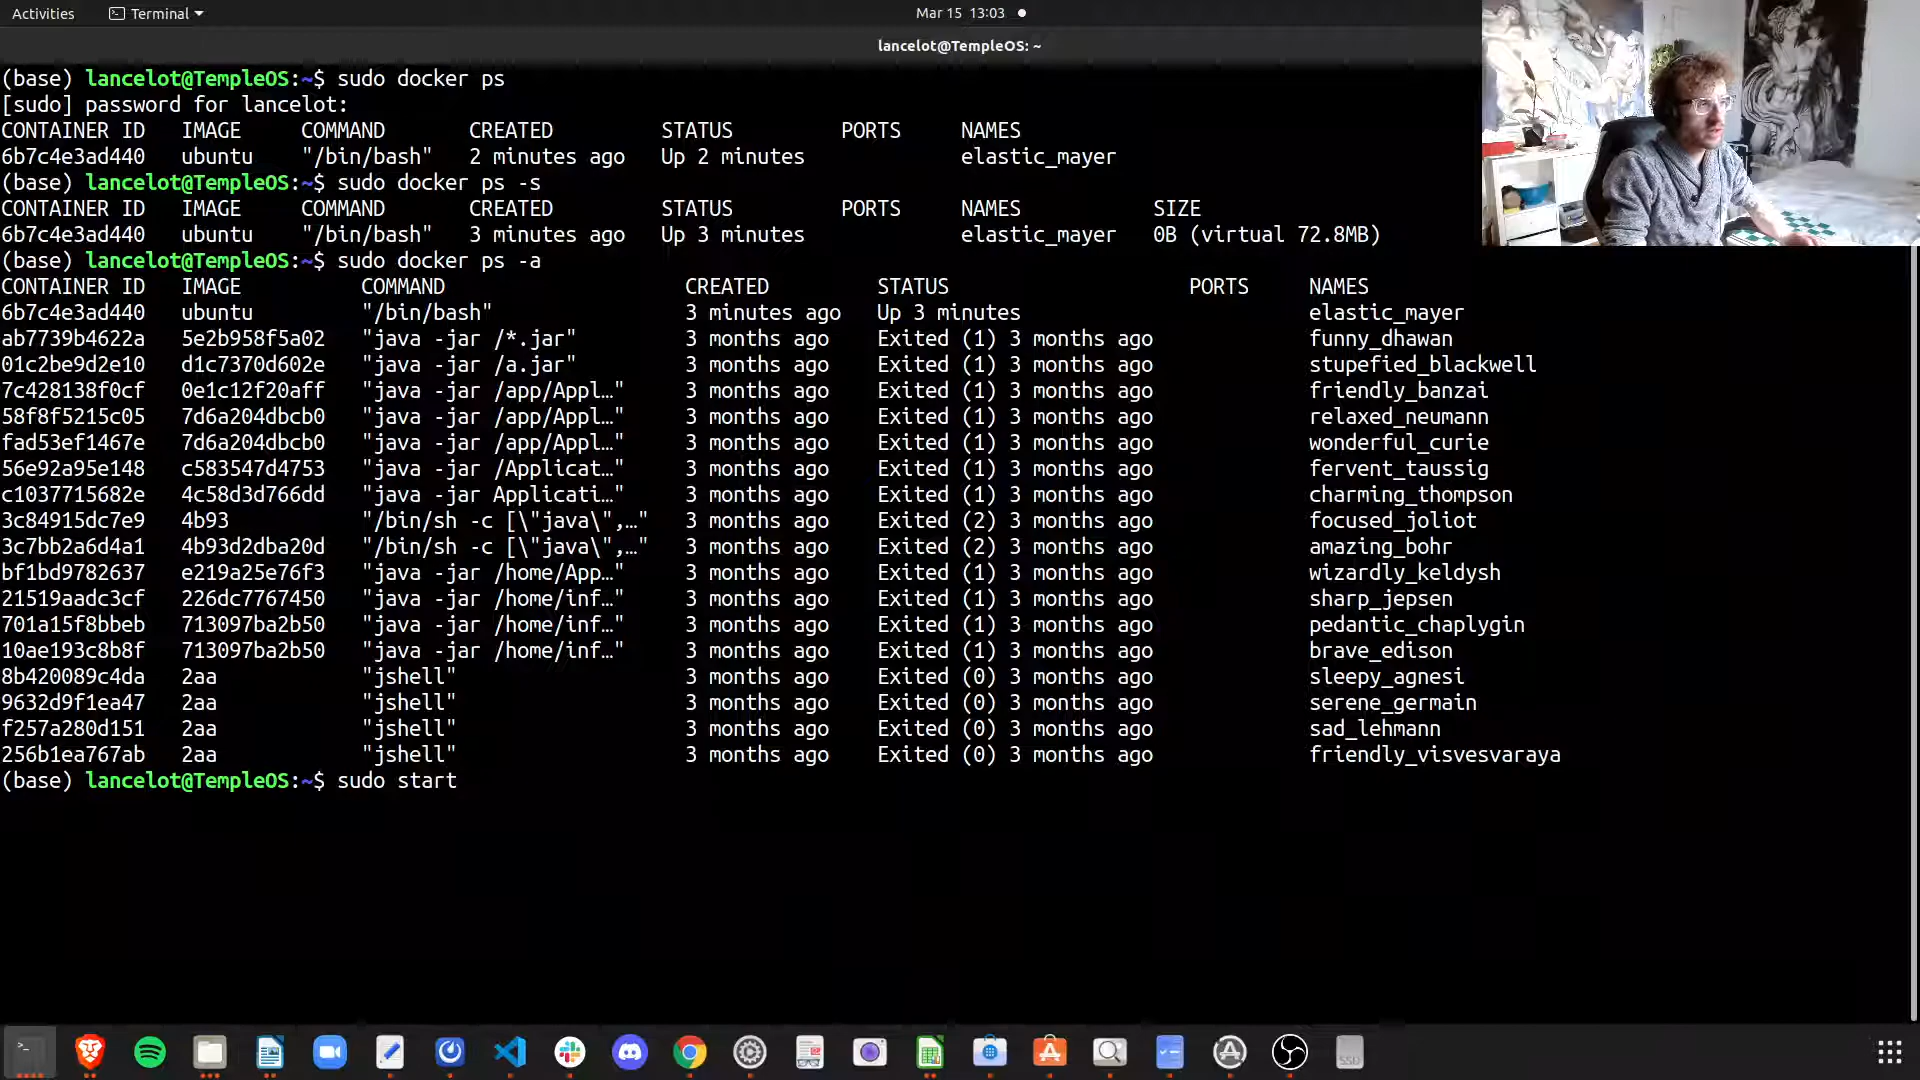 Activities Terminal Mar 15 13:03
lancelot@TempleOS: ~
(base) lancelot@TempleOS:~$ sudo docker ps
[sudo] password for lancelot:
CONTAINER ID IMAGE COMMAND CREATED STATUS PORTS NAMES
6b7c4e3ad440 ubuntu "/bin/bash" 2 minutes ago Up 2 minutes elastic_mayer
(base) lancelot@TempleOS:~$ sudo docker ps -s
CONTAINER ID IMAGE COMMAND CREATED STATUS PORTS NAMES SIZE
6b7c4e3ad440 ubuntu "/bin/bash" 3 minutes ago Up 3 minutes elastic_mayer 0B (virtual 72.8MB)
(base) lancelot@TempleOS:~$ sudo docker ps -a
CONTAINER ID IMAGE COMMAND CREATED STATUS PORTS NAMES
6b7c4e3ad440 ubuntu "/bin/bash" 3 minutes ago Up 3 minutes elastic_mayer
ab7739b4622a 5e2b958f5a02 "java -jar /*.jar" 3 months ago Exited (1) 3 months ago funny_dhawan
01c2be9d2e10 d1c7370d602e "java -jar /a.jar" 3 months ago Exited (1) 3 months ago stupefied_blackwell
7c428138f0cf 0e1c12f20aff "java -jar /app/Appl…" 3 months ago Exited (1) 3 months ago friendly_banzai
58f8f5215c05 7d6a204dbcb0 "java -jar /app/Appl…" 3 months ago Exited (1) 3 months ago relaxed_neumann
fad53ef1467e 7d6a204dbcb0 "java -jar /app/Appl…" 3 months ago Exited (1) 3 months ago wonderful_curie
56e92a95e148 c583547d4753 "java -jar /Applicat…" 3 months ago Exited (1) 3 months ago fervent_taussig
c1037715682e 4c58d3d766dd "java -jar Applicati…" 3 months ago Exited (1) 3 months ago charming_thompson
3c84915dc7e9 4b93 "/bin/sh -c [\"java\",…" 3 months ago Exited (2) 3 months ago focused_joliot
3c7bb2a6d4a1 4b93d2dba20d "/bin/sh -c [\"java\",…" 3 months ago Exited (2) 3 months ago amazing_bohr
bf1bd9782637 e219a25e76f3 "java -jar /home/App…" 3 months ago Exited (1) 3 months ago wizardly_keldysh
21519aadc3cf 226dc7767450 "java -jar /home/inf…" 3 months ago Exited (1) 3 months ago sharp_jepsen
701a15f8bbeb 713097ba2b50 "java -jar /home/inf…" 3 months ago Exited (1) 3 months ago pedantic_chaplygin
10ae193c8b8f 713097ba2b50 "java -jar /home/inf…" 3 months ago Exited (1) 3 months ago brave_edison
8b420089c4da 2aa "jshell" 3 months ago Exited (0) 3 months ago sleepy_agnesi
9632d9f1ea47 2aa "jshell" 3 months ago Exited (0) 3 months ago serene_germain
f257a280d151 2aa "jshell" 3 months ago Exited (0) 3 months ago sad_lehmann
256b1ea767ab 2aa "jshell" 3 months ago Exited (0) 3 months ago friendly_visvesvaraya
(base) lancelot@TempleOS:~$ sudo start
SSD